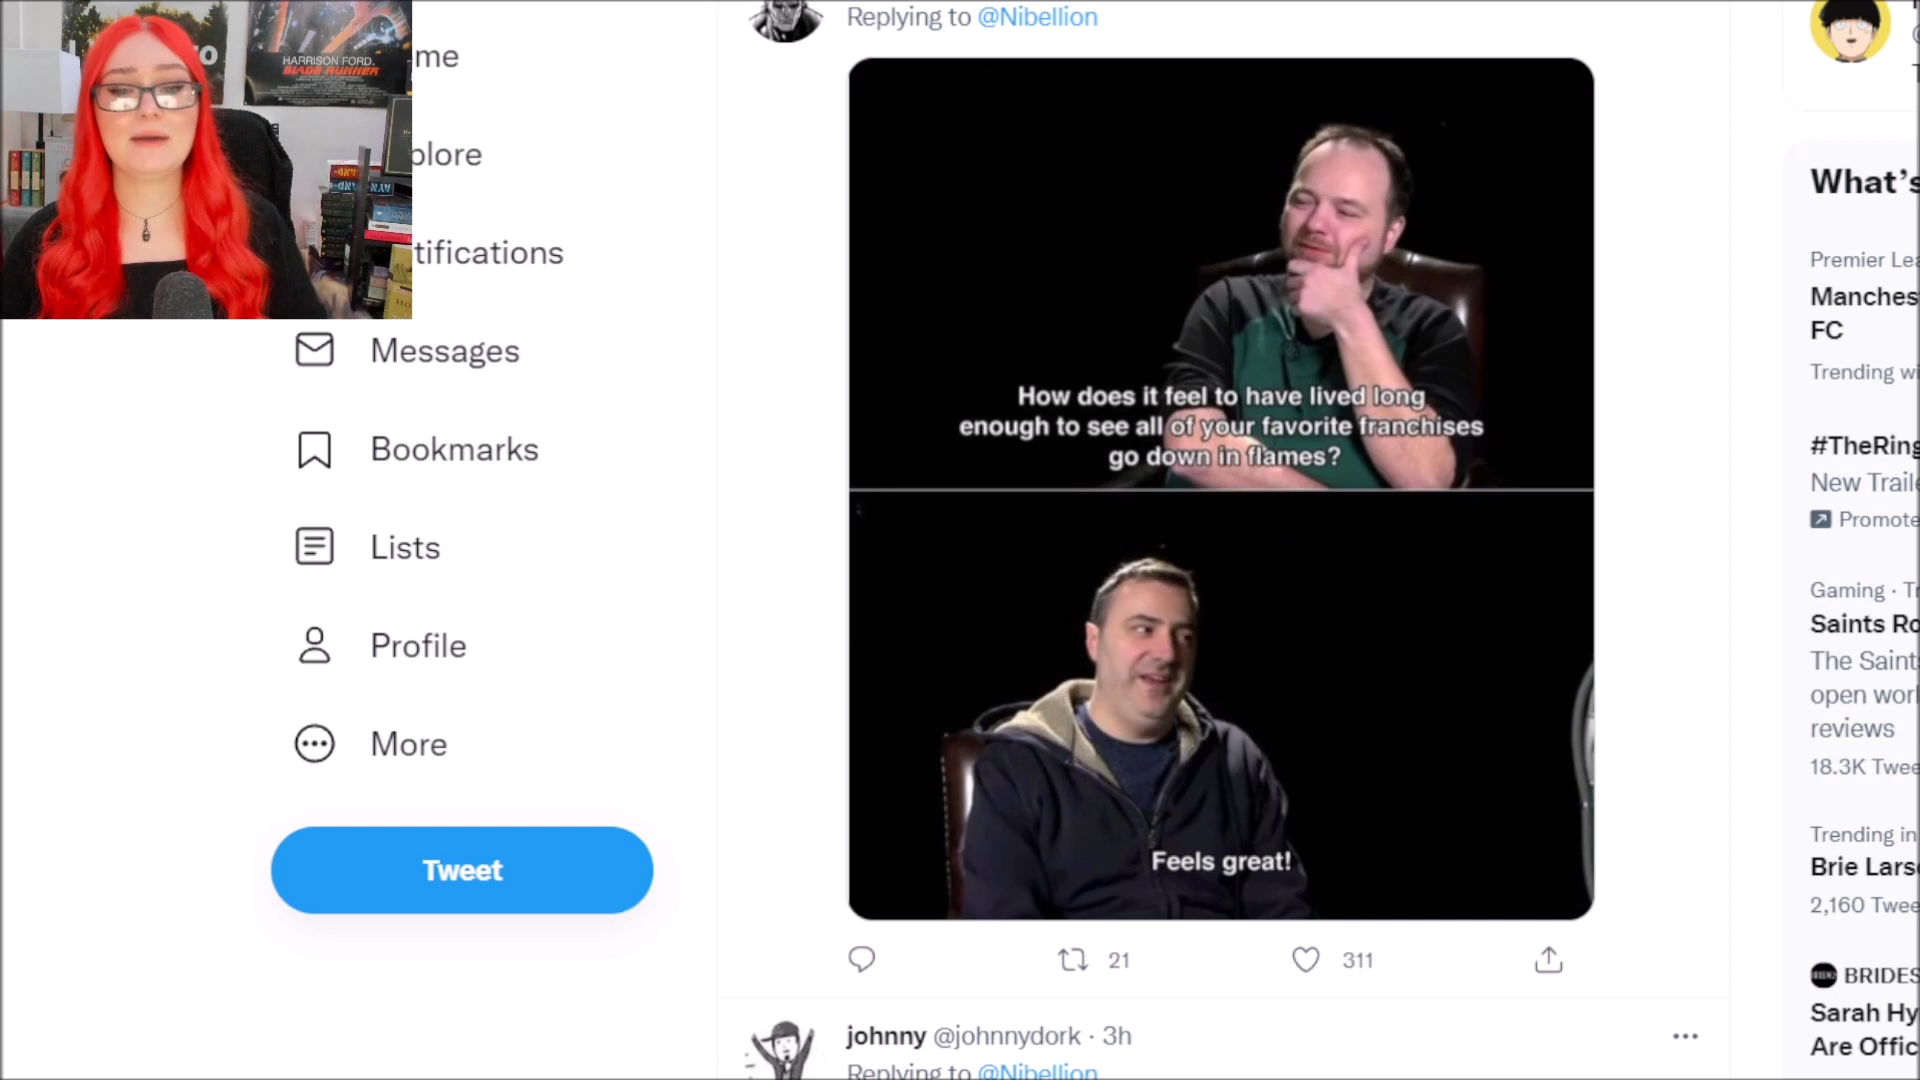 HARRISON FORD.
BLADE RUNNER
me
plore
tifications
Messages
Bookmarks
Lists
Profile
More
Tweet
Replying to @Nibellion
How does it feel to have lived long
enough to see all of your favorite franchises
go down in flames?
Feels great!
21
311
johnny @johnnydork · 3h
Replying to @Nibellion
What's
Premier Lea
Manches
FC
Trending wi
#TheRing
New Traile
Promote
Gaming · Tr
Saints Ro
The Saint
open worl
reviews
18.3K Twee
Trending in
Brie Lars
2,160 Twee
BRIDES
Sarah Hy
Are Offic